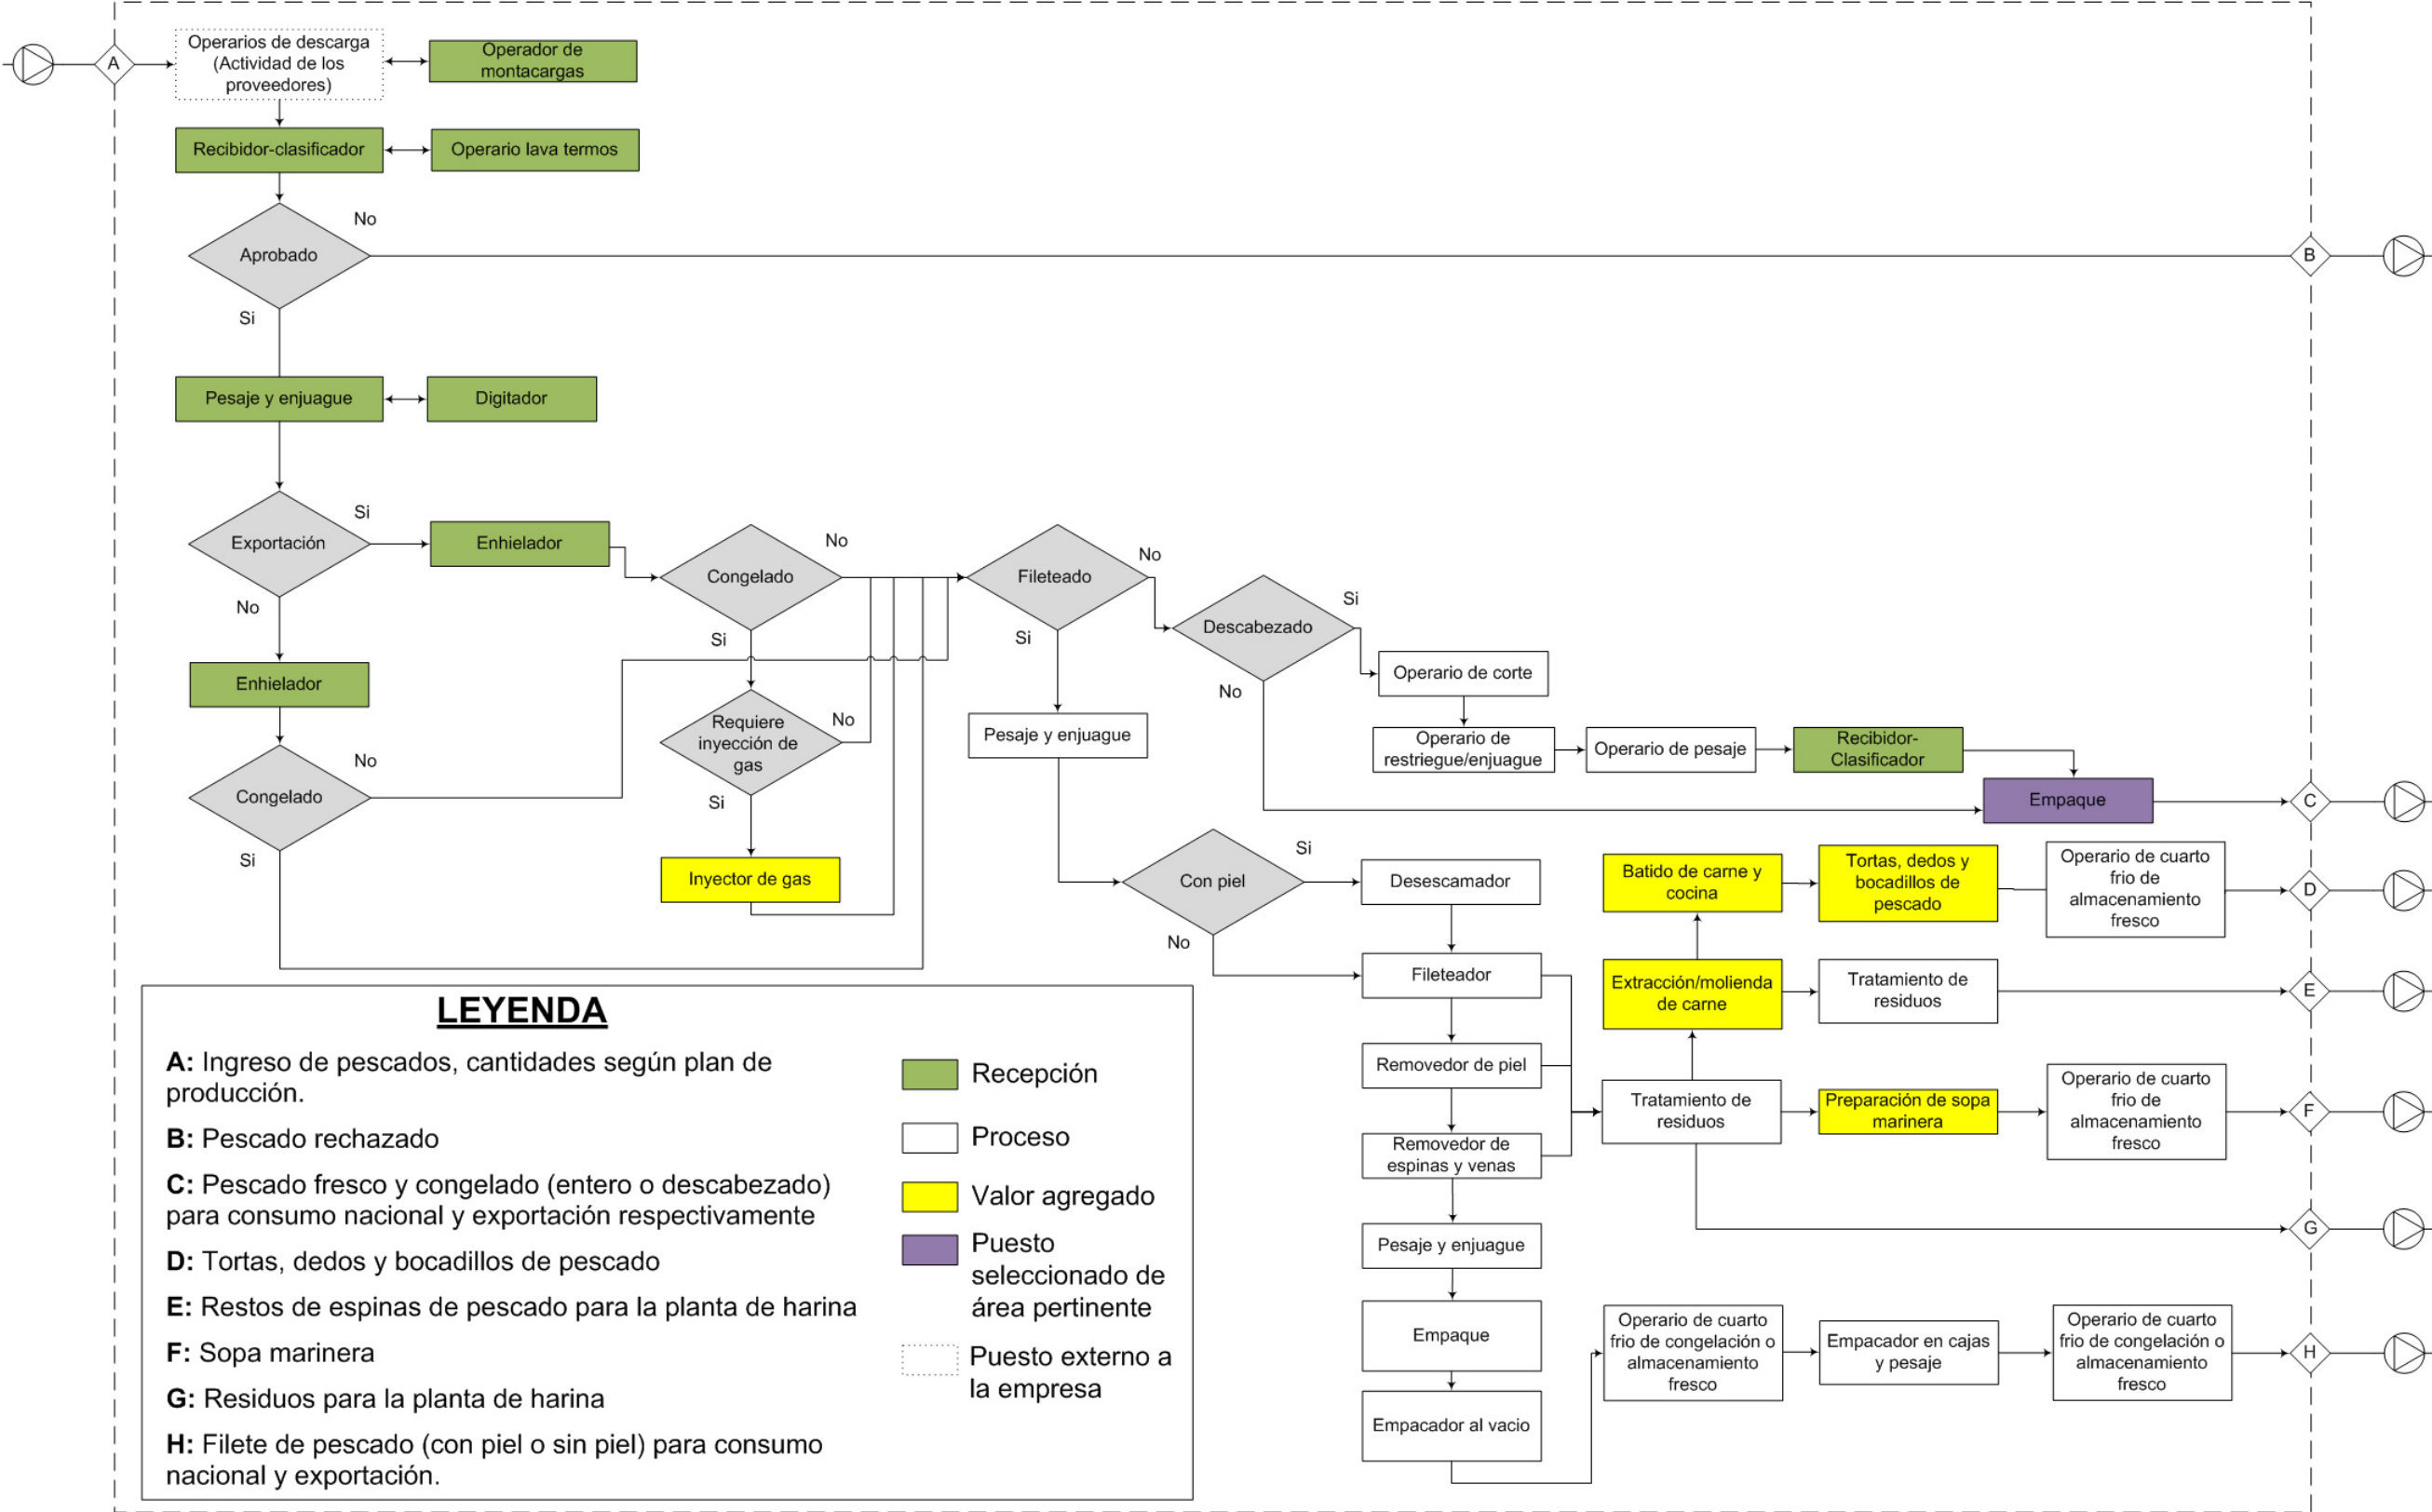 A
Operarios de descarga
(Actividad de los
proveedores)
Operador de
montacargas
Recibidor-clasificador
Operario lava termos
No
Aprobado
B
Si
Pesaje y enjuague
Digitador
Si
Exportación
Enhielador
No
No
Congelado
Si
No
Fileteado
Si
No
Descabezado
Si
No
Operario de corte
Enhielador
Requiere
inyección de
gas
No
Si
Pesaje y enjuague
Operario de
restriegue/enjuague
Operario de pesaje
Recibidor-
Clasificador
No
Congelado
Si
Empaque
C
Inyector de gas
Con piel
Si
No
Desescamador
Batido de carne y
cocina
Tortas, dedos y
bocadillos de
pescado
Operario de cuarto
frio de
almacenamiento
fresco
D
Fileteador
Extracción/molienda
de carne
Tratamiento de
residuos
E
Removedor de piel
Tratamiento de
residuos
Preparación de sopa
marinera
Operario de cuarto
frio de
almacenamiento
fresco
F
Removedor de
espinas y venas
G
Pesaje y enjuague
Empaque
Empacador al vacio
Operario de cuarto
frio de congelación o
almacenamiento
fresco
Empacador en cajas
y pesaje
Operario de cuarto
frio de congelación o
almacenamiento
fresco
H
LEYENDA
A: Ingreso de pescados, cantidades según plan de
producción.
B: Pescado rechazado
C: Pescado fresco y congelado (entero o descabezado)
para consumo nacional y exportación respectivamente
D: Tortas, dedos y bocadillos de pescado
E: Restos de espinas de pescado para la planta de harina
F: Sopa marinera
G: Residuos para la planta de harina
H: Filete de pescado (con piel o sin piel) para consumo
nacional y exportación.
Recepción
Proceso
Valor agregado
Puesto
seleccionado de
área pertinente
Puesto externo a
la empresa